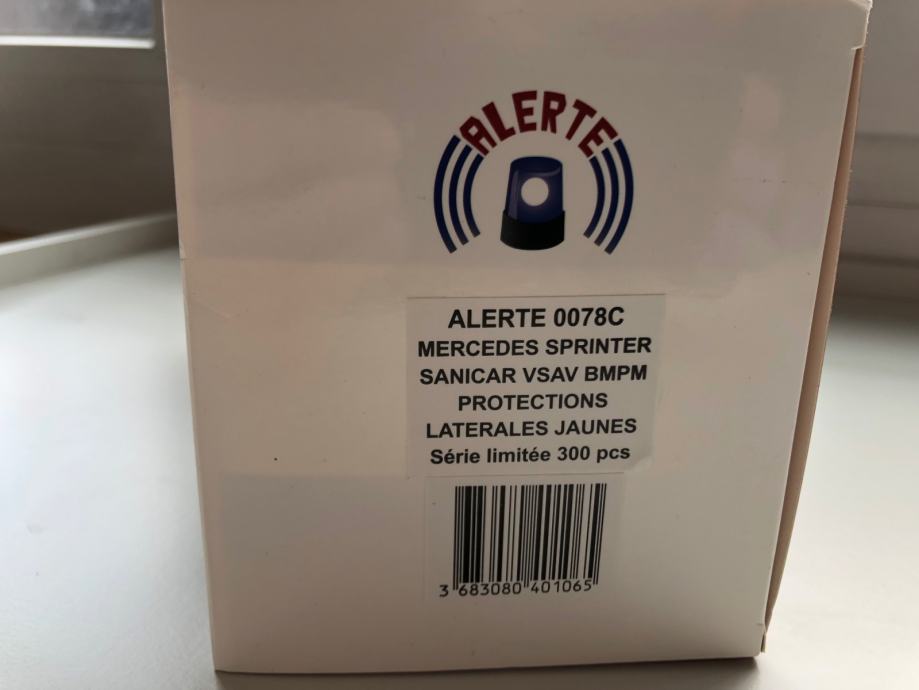 ALERTE
ALERTE 0078C
MERCEDES SPRINTER
SANICAR VSAV BMPM
PROTECTIONS
LATERALES JAUNES
Série limitée 300 pcs
3 683080 401065